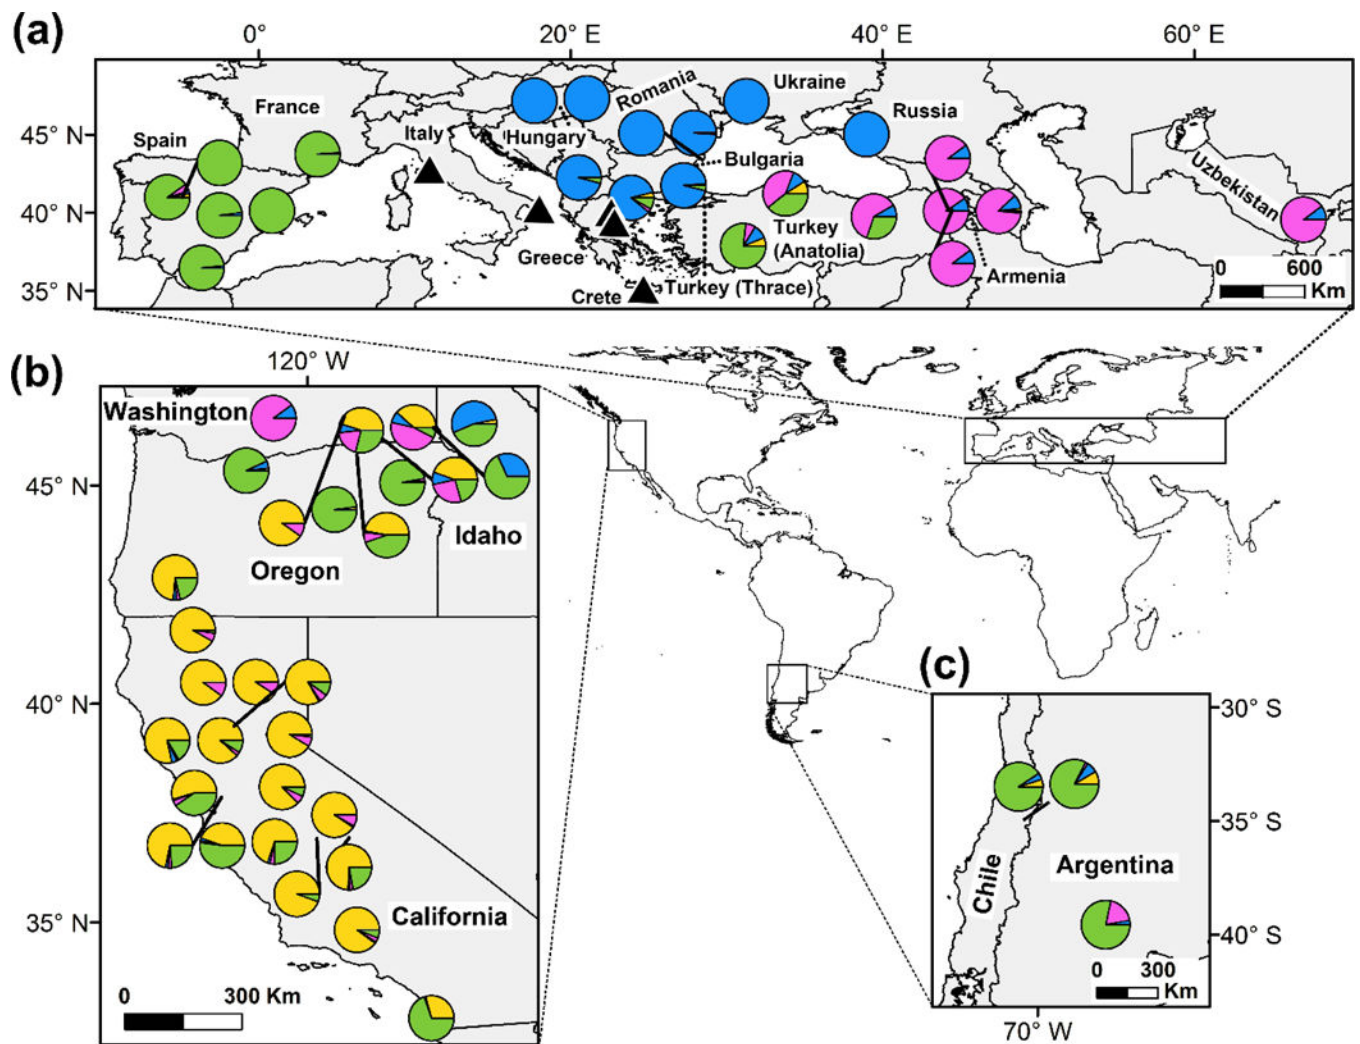 (a)
0°
20° E
40° E
60° E
45° N
40° N
35° N
Spain
France
Italy
Hungary
Romania
Ukraine
Russia
Bulgaria
Uzbekistan
Greece
Turkey
(Anatolia)
Armenia
Crete
Turkey (Thrace)
0 600
Km
(b)
120° W
Washington
45° N
Idaho
Oregon
40° N
35° N
California
0 300 Km
(c)
30° S
35° S
40° S
Chile
Argentina
0 300
Km
70° W